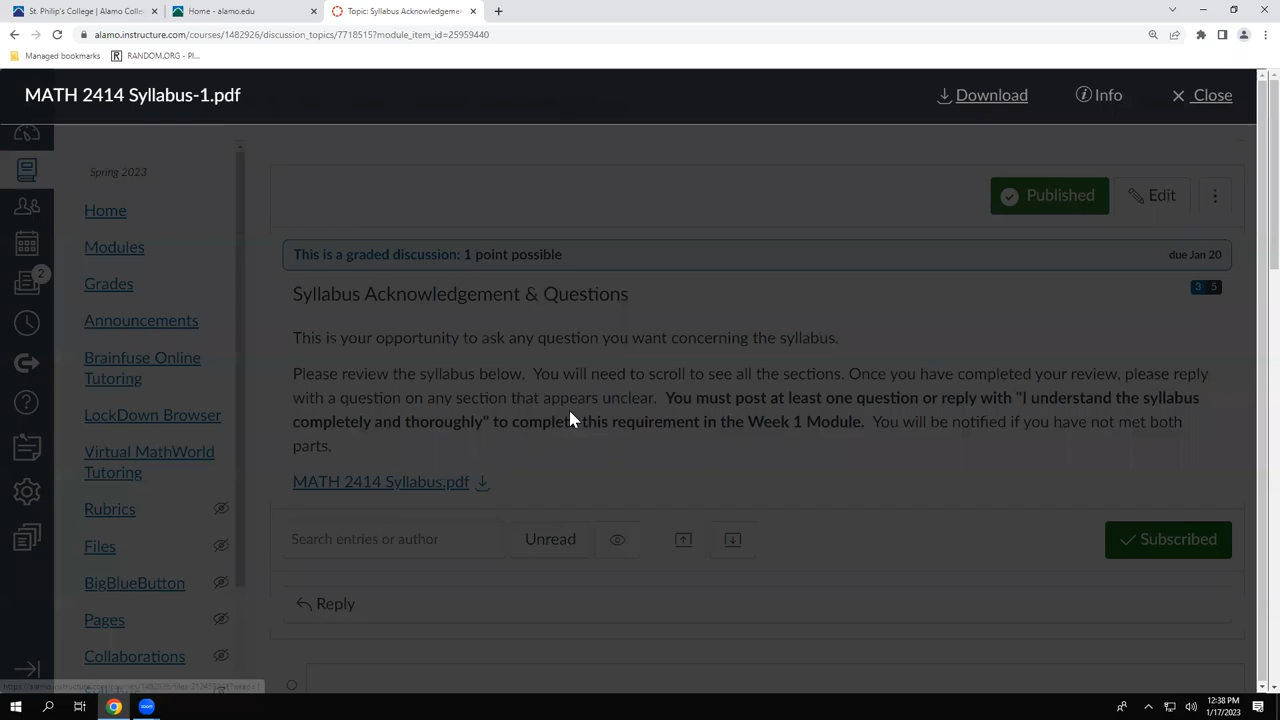 St. Philip's College | Alamo Colle
Home - alamo.edu
Topic: Syllabus Acknowledgeme
alamo.instructure.com/courses/1482926/discussion_topics/7718515?module_item_id=25959440
Managed bookmarks
RANDOM.ORG - Pl...
MATH 2414 Syllabus-1.pdf
Download
Info
Close
Spring 2023
Home
Modules
Grades
Announcements
Brainfuse Online
Tutoring
LockDown Browser
Virtual MathWorld
Tutoring
Rubrics
Files
BigBlueButton
Pages
Collaborations
2
Published
Edit
This is a graded discussion: 1 point possible
due Jan 20
Syllabus Acknowledgement & Questions
3 5
This is your opportunity to ask any question you want concerning the syllabus.
Please review the syllabus below. You will need to scroll to see all the sections. Once you have completed your review, please reply
with a question on any section that appears unclear. You must post at least one question or reply with "I understand the syllabus
completely and thoroughly" to complete this requirement in the Week 1 Module. You will be notified if you have not met both
parts.
MATH 2414 Syllabus.pdf
Search entries or author
Unread
Subscribed
Reply
12:38 PM
1/17/2023